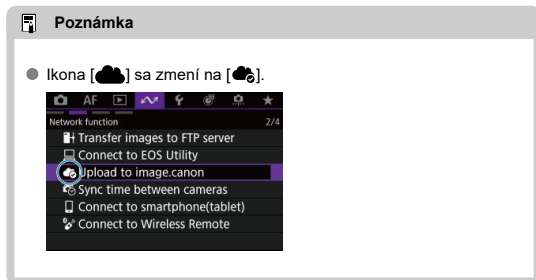 Poznámka
Ikona [☁] sa zmení na [☁].
AF
Network function 2/4
Transfer images to FTP server
Connect to EOS Utility
Upload to image.canon
Sync time between cameras
Connect to smartphone(tablet)
Connect to Wireless Remote